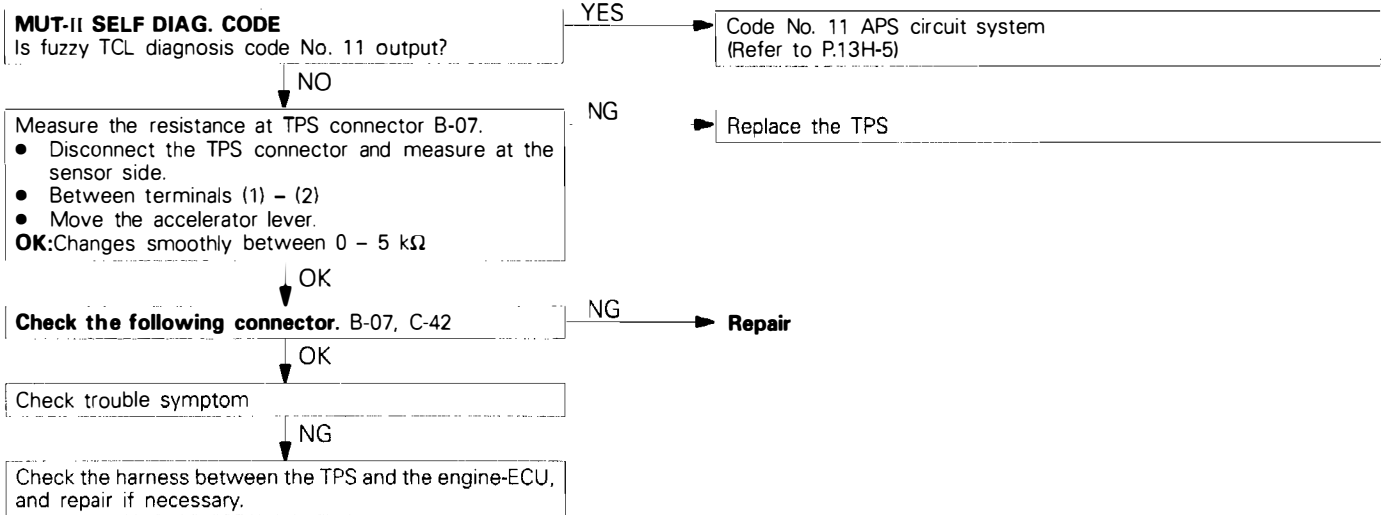 MUT-II SELF DIAG. CODE
Is fuzzy TCL diagnosis code No. 11 output?
YES
Code No. 11 APS circuit system
(Refer to P.13H-5)
NO
Measure the resistance at TPS connector B-07.
● Disconnect the TPS connector and measure at the
sensor side.
● Between terminals (1) – (2)
● Move the accelerator lever.
OK:Changes smoothly between 0 – 5 kΩ
NG
Replace the TPS
OK
Check the following connector. B-07, C-42
NG
Repair
OK
Check trouble symptom
NG
Check the harness between the TPS and the engine-ECU,
and repair if necessary.